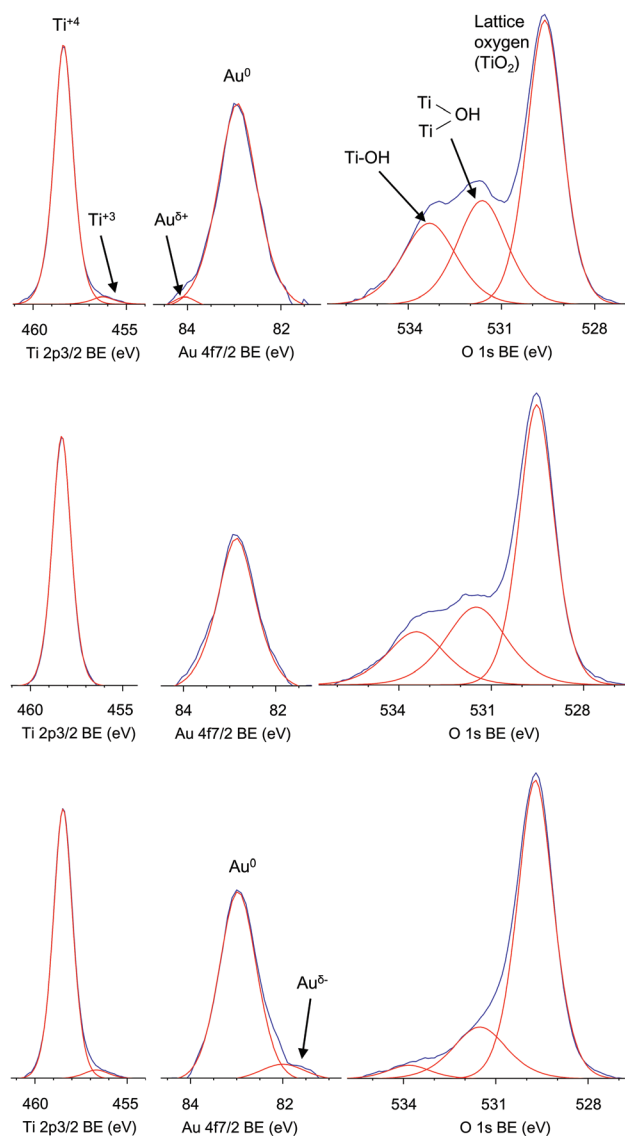 Ti⁺⁴
Au⁰
Lattice
oxygen
(TiO₂)
Ti
Ti
OH
Ti-OH
Ti⁺³
Auᵟ⁺
460 455
84 82
534 531 528
Ti 2p3/2 BE (eV)
Au 4f7/2 BE (eV)
O 1s BE (eV)
460 455
84 82
534 531 528
Ti 2p3/2 BE (eV)
Au 4f7/2 BE (eV)
O 1s BE (eV)
Au⁰
Auᵟ⁻
460 455
84 82
534 531 528
Ti 2p3/2 BE (eV)
Au 4f7/2 BE (eV)
O 1s BE (eV)